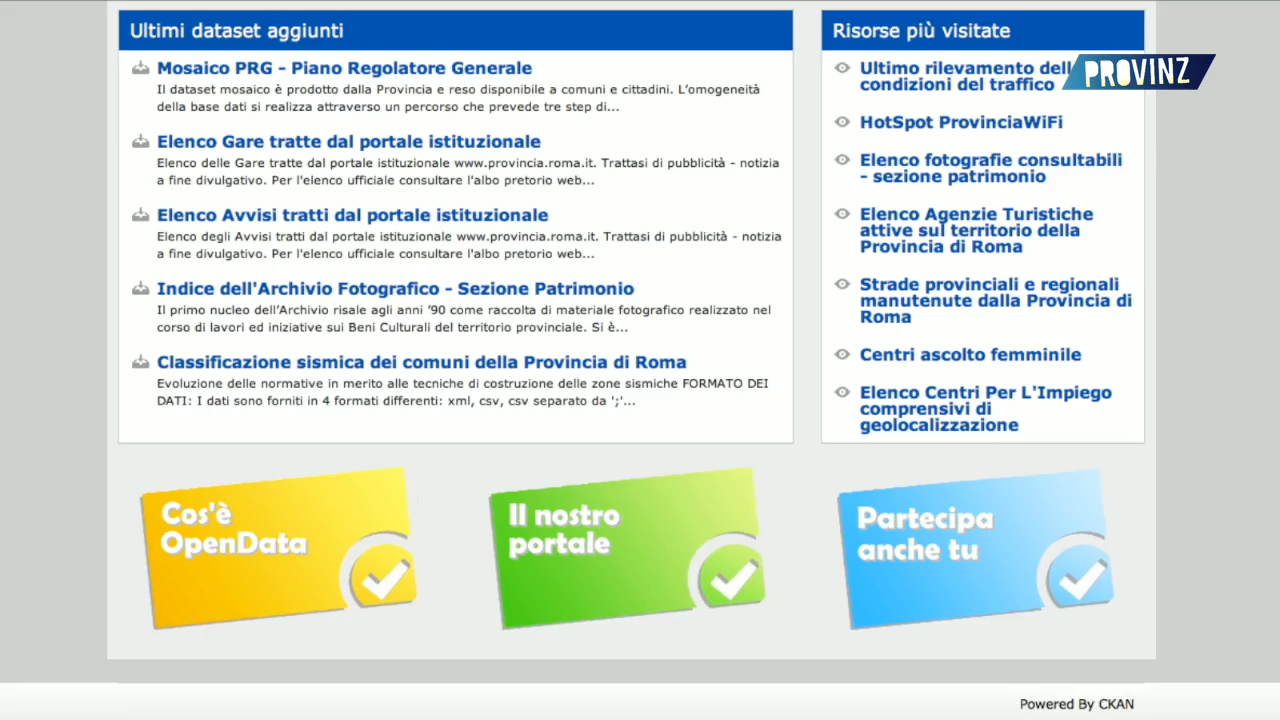 Ultimi dataset aggiunti
Mosaico PRG - Piano Regolatore Generale
Il dataset mosaico è prodotto dalla Provincia e reso disponibile a comuni e cittadini. L’omogeneità
della base dati si realizza attraverso un percorso che prevede tre step di...
Elenco Gare tratte dal portale istituzionale
Elenco delle Gare tratte dal portale istituzionale www.provincia.roma.it. Trattasi di pubblicità - notizia
a fine divulgativo. Per l'elenco ufficiale consultare l'albo pretorio web...
Elenco Avvisi tratti dal portale istituzionale
Elenco degli Avvisi tratti dal portale istituzionale www.provincia.roma.it. Trattasi di pubblicità - notizia
a fine divulgativo. Per l'elenco ufficiale consultare l'albo pretorio web...
Indice dell'Archivio Fotografico - Sezione Patrimonio
Il primo nucleo dell’Archivio risale agli anni ’90 come raccolta di materiale fotografico realizzato nel
corso di lavori ed iniziative sui Beni Culturali del territorio provinciale. Si è...
Classificazione sismica dei comuni della Provincia di Roma
Evoluzione delle normative in merito alle tecniche di costruzione delle zone sismiche FORMATO DEI
DATI: I dati sono forniti in 4 formati differenti: xml, csv, csv separato da ';'...
Risorse più visitate
PROVINZ
Ultimo rilevamento dell
condizioni del traffico
HotSpot ProvinciaWiFi
Elenco fotografie consultabili
- sezione patrimonio
Elenco Agenzie Turistiche
attive sul territorio della
Provincia di Roma
Strade provinciali e regionali
manutenute dalla Provincia di
Roma
Centri ascolto femminile
Elenco Centri Per L'Impiego
comprensivi di
geolocalizzazione
Cos'è
OpenData
Il nostro
portale
Partecipa
anche tu
Powered By CKAN